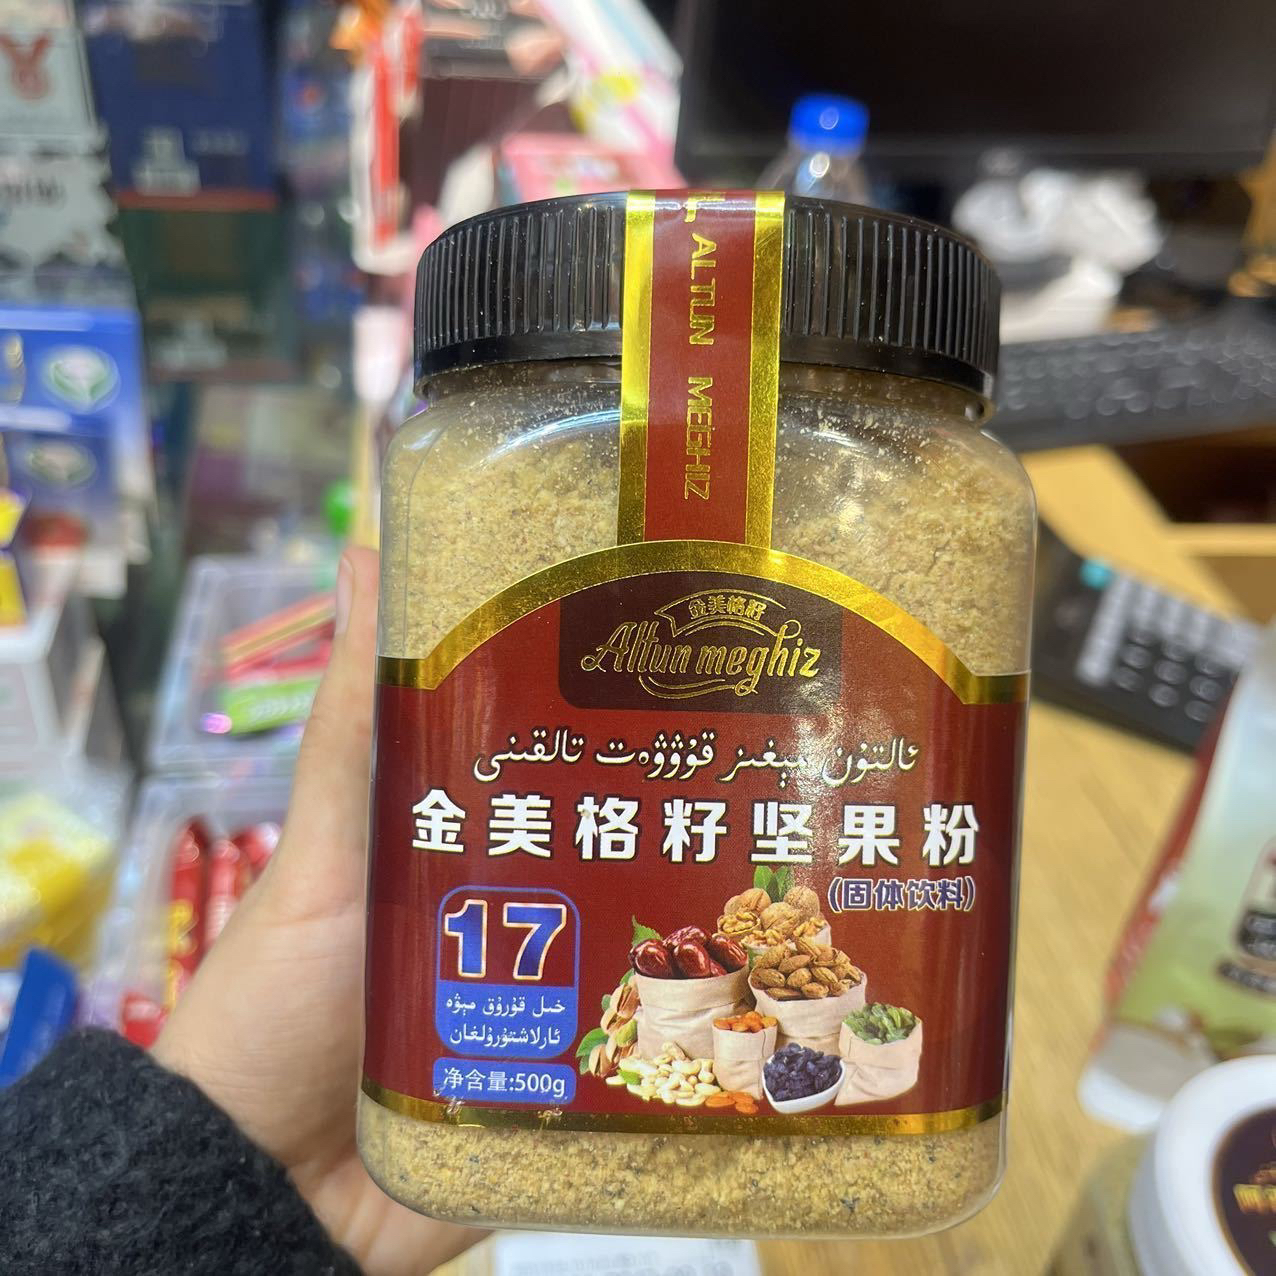 ALTUN MEGHIZ
金美格籽
Altun meghiz
ئالتۇن مېغىز قۇۋۋەت تالقىنى
金美格籽坚果粉
(固体饮料)
17
خىل قۇرۇق مېۋە
ئارلاشتۇرۇلغان
净含量:500g